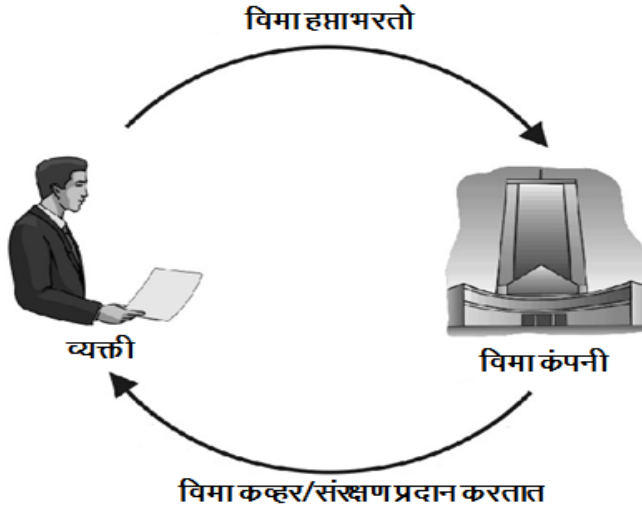 विमा हप्ता भरतो
व्यक्ती
विमा कंपनी
विमा कव्हर/संरक्षण प्रदान करतात